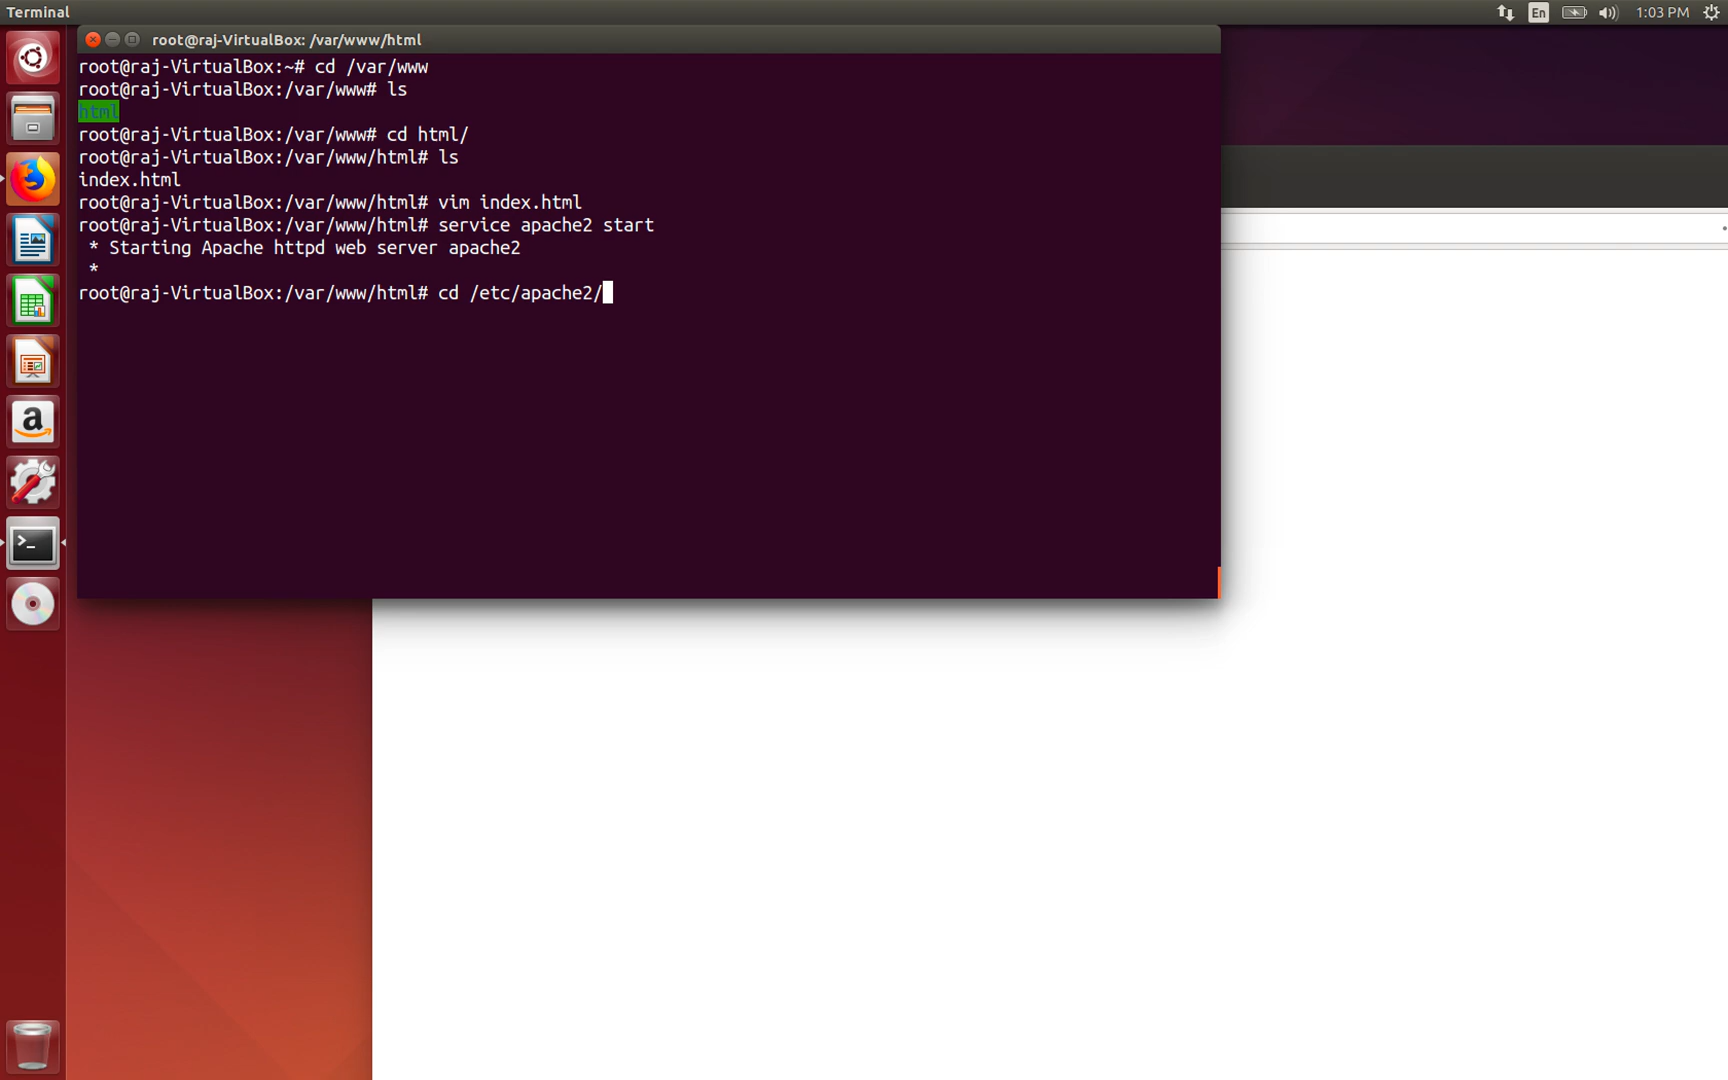 Terminal
En
1:03 PM
root@raj-VirtualBox: /var/www/html
root@raj-VirtualBox:~# cd /var/www
root@raj-VirtualBox:/var/www# ls
html
root@raj-VirtualBox:/var/www# cd html/
root@raj-VirtualBox:/var/www/html# ls
index.html
root@raj-VirtualBox:/var/www/html# vim index.html
root@raj-VirtualBox:/var/www/html# service apache2 start
* Starting Apache httpd web server apache2
*
root@raj-VirtualBox:/var/www/html# cd /etc/apache2/